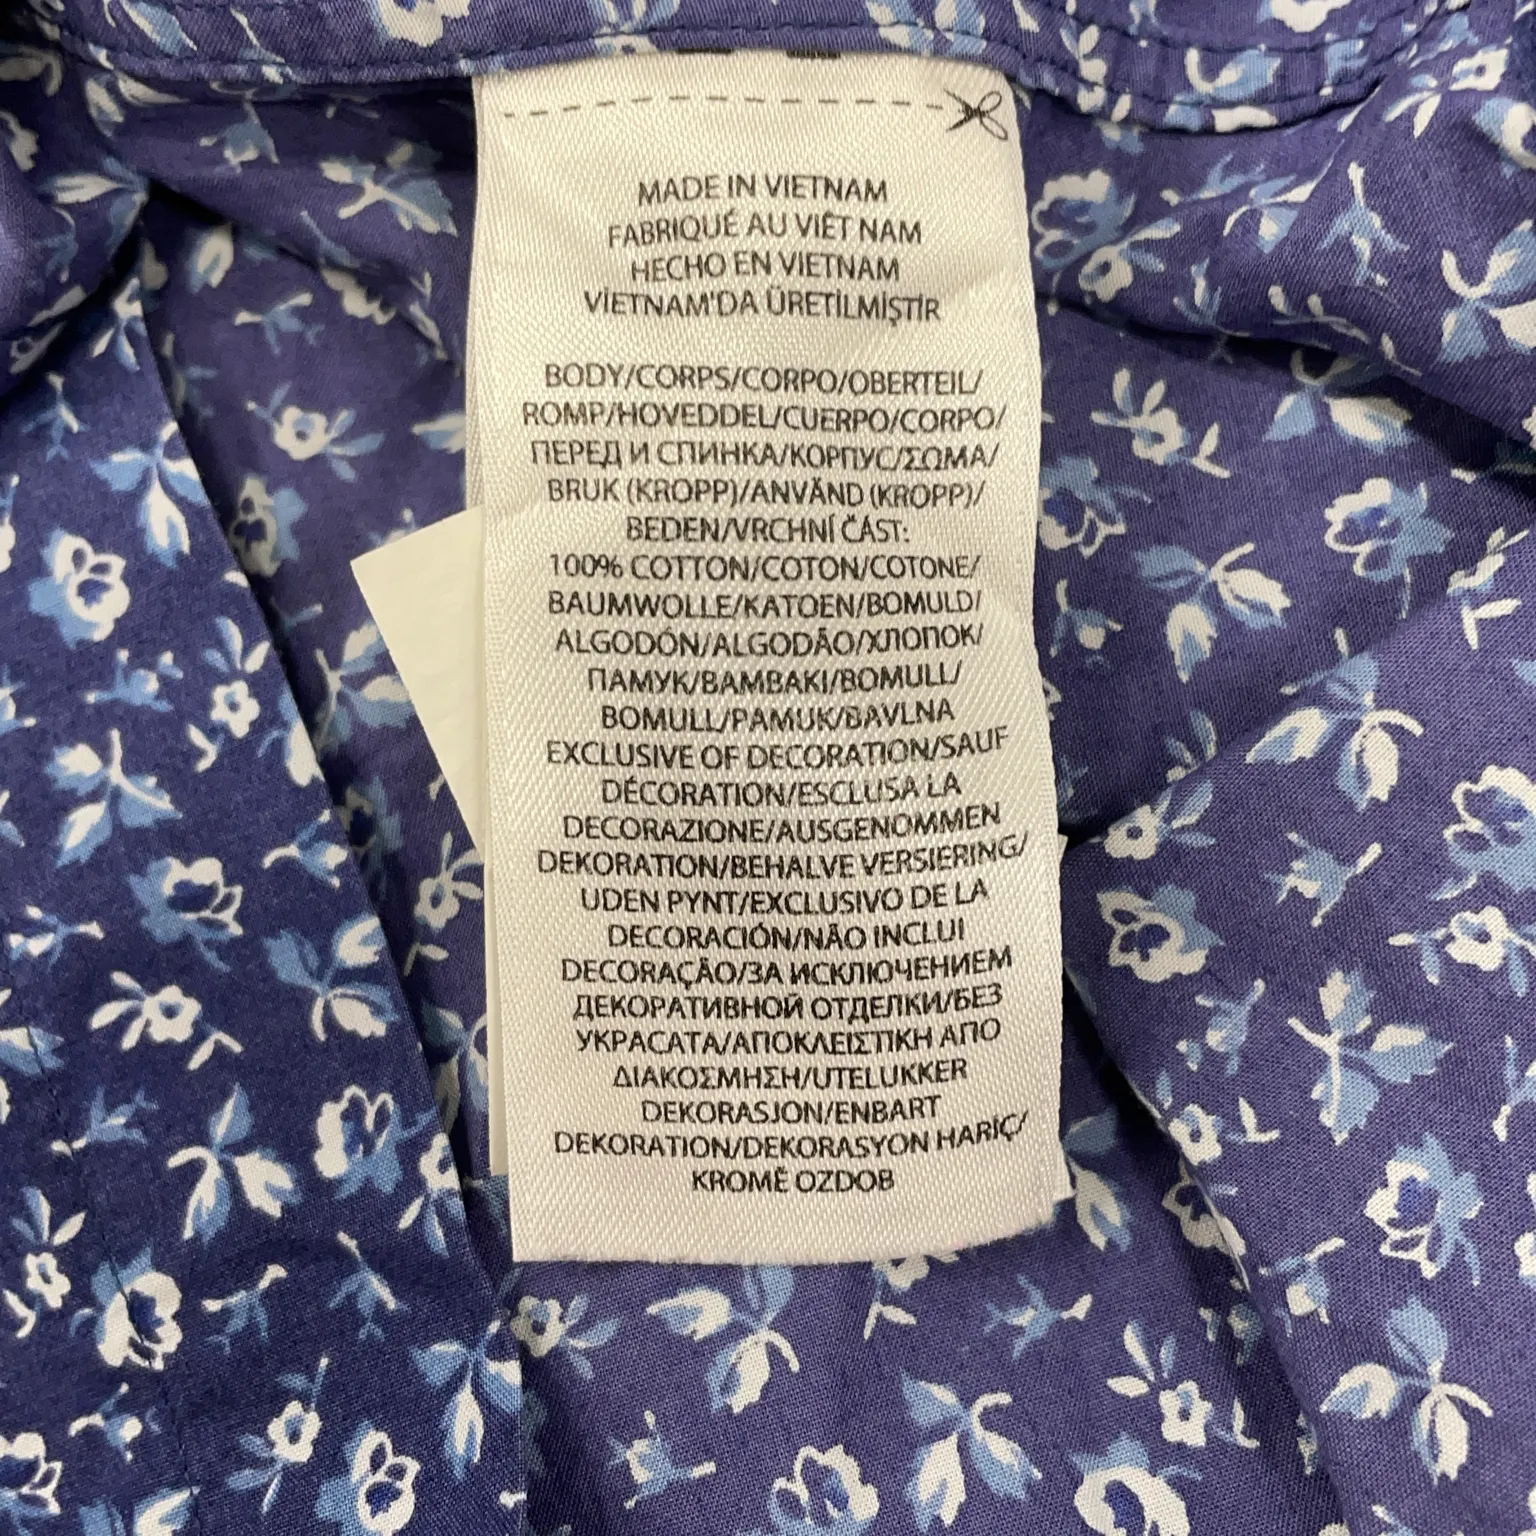 MADE IN VIETNAM
FABRIQUÉ AU VIÊT NAM
HECHO EN VIETNAM
VİETNAM'DA ÜRETİLMİŞTİR
BODY/CORPS/CORPO/OBERTEIL/
ROMP/HOVEDDEL/CUERPO/CORPO/
ПЕРЕД И СПИНКА/КОРПУС/ΣΩΜΑ/
BRUK (KROPP)/ANVÄND (KROPP)/
BEDEN/VRCHNÍ ČÁST:
100% COTTON/COTON/COTONE/
BAUMWOLLE/KATOEN/BOMULD/
ALGODÓN/ALGODÃO/ХЛОПОК/
ПАМУК/ΒΑΜΒΑΚΙ/BOMULL/
BOMULL/PAMUK/BAVLNA
EXCLUSIVE OF DECORATION/SAUF
DÉCORATION/ESCLUSA LA
DECORAZIONE/AUSGENOMMEN
DEKORATION/BEHALVE VERSIERING/
UDEN PYNT/EXCLUSIVO DE LA
DECORACIÓN/NÃO INCLUI
DECORAÇÃO/ЗА ИСКЛЮЧЕНИЕМ
ДЕКОРАТИВНОЙ ОТДЕЛКИ/БЕЗ
УКРАСАТА/ΑΠΟΚΛΕΙΣΤΙΚΗ ΑΠΟ
ΔΙΑΚΟΣΜΗΣΗ/UTELUKKER
DEKORASJON/ENBART
DEKORATION/DEKORASYON HARİÇ/
KROMĚ OZDOB